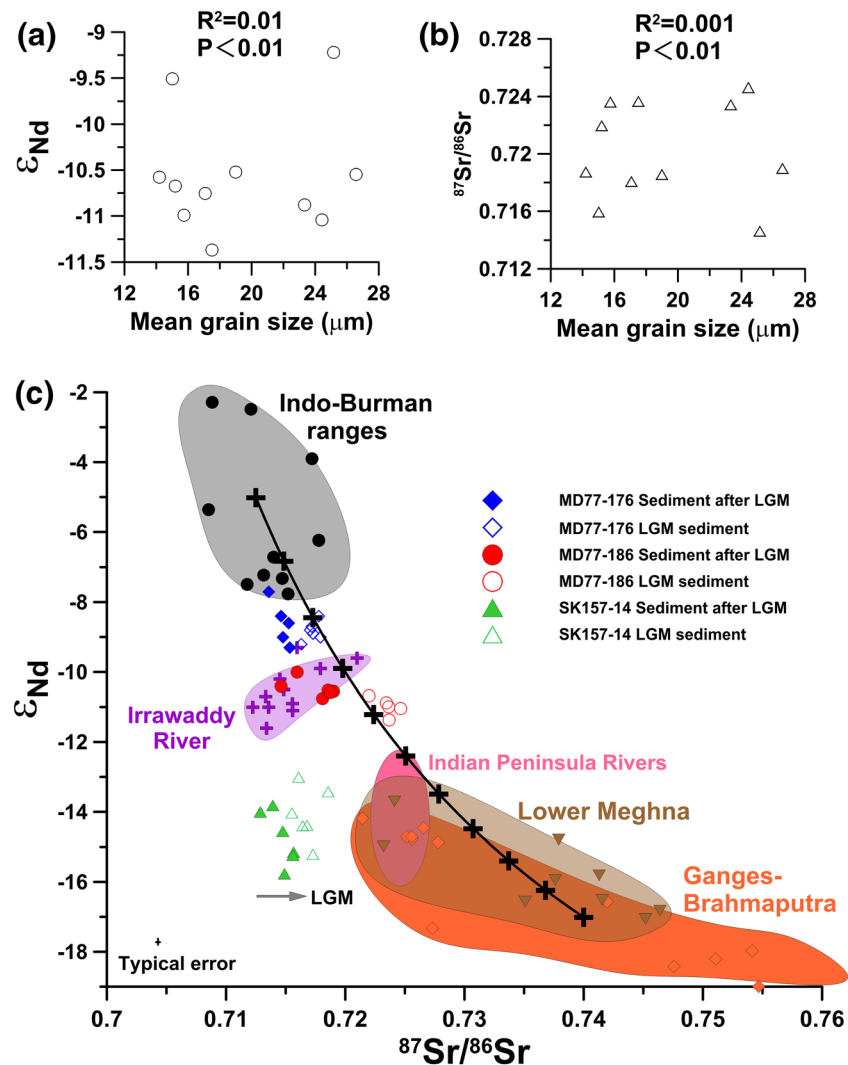 (a)
R²=0.01
P<0.01
-9
-9.5
-10
-10.5
-11
-11.5
εNd
12
16
20
24
28
Mean grain size (μm)
(b)
R²=0.001
P<0.01
0.728
0.724
0.72
0.716
0.712
⁸⁷Sr/⁸⁶Sr
12
16
20
24
28
Mean grain size (μm)
(c)
-2
-4
-6
-8
-10
-12
-14
-16
-18
εNd
Indo-Burman
ranges
MD77-176 Sediment after LGM
MD77-176 LGM sediment
MD77-186 Sediment after LGM
MD77-186 LGM sediment
SK157-14 Sediment after LGM
SK157-14 LGM sediment
Irrawaddy
River
Indian Peninsula Rivers
Lower Meghna
Ganges-
Brahmaputra
LGM
Typical error
0.7
0.71
0.72
0.73
0.74
0.75
0.76
⁸⁷Sr/⁸⁶Sr